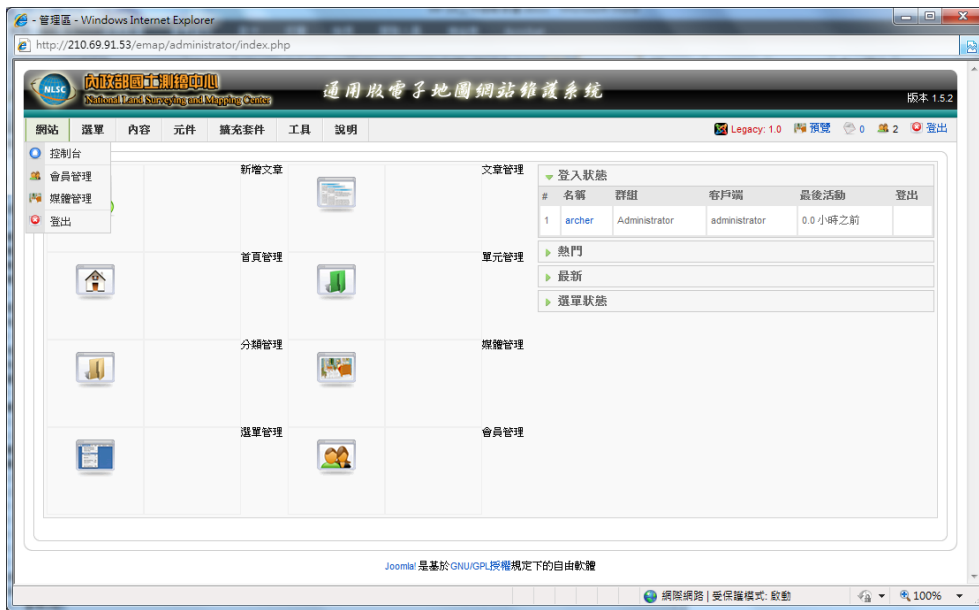 - 管理區 - Windows Internet Explorer
http://210.69.91.53/emap/administrator/index.php
NLSC 內政部國土測繪中心
National Land Surveying and Mapping Center
通用版電子地圖網站維護系統
版本 1.5.2
網站 選單 內容 元件 擴充套件 工具 說明
Legacy: 1.0 預覽 0 2 登出
控制台
會員管理
媒體管理
登出
新增文章 文章管理
首頁管理 單元管理
分類管理 媒體管理
選單管理 會員管理
登入狀態
# 名稱 群組 客戶端 最後活動 登出
1 archer Administrator administrator 0.0 小時之前
熱門
最新
選單狀態
Joomla! 是基於 GNU/GPL授權規定下的自由軟體
網際網路 | 受保護模式: 啟動
100%